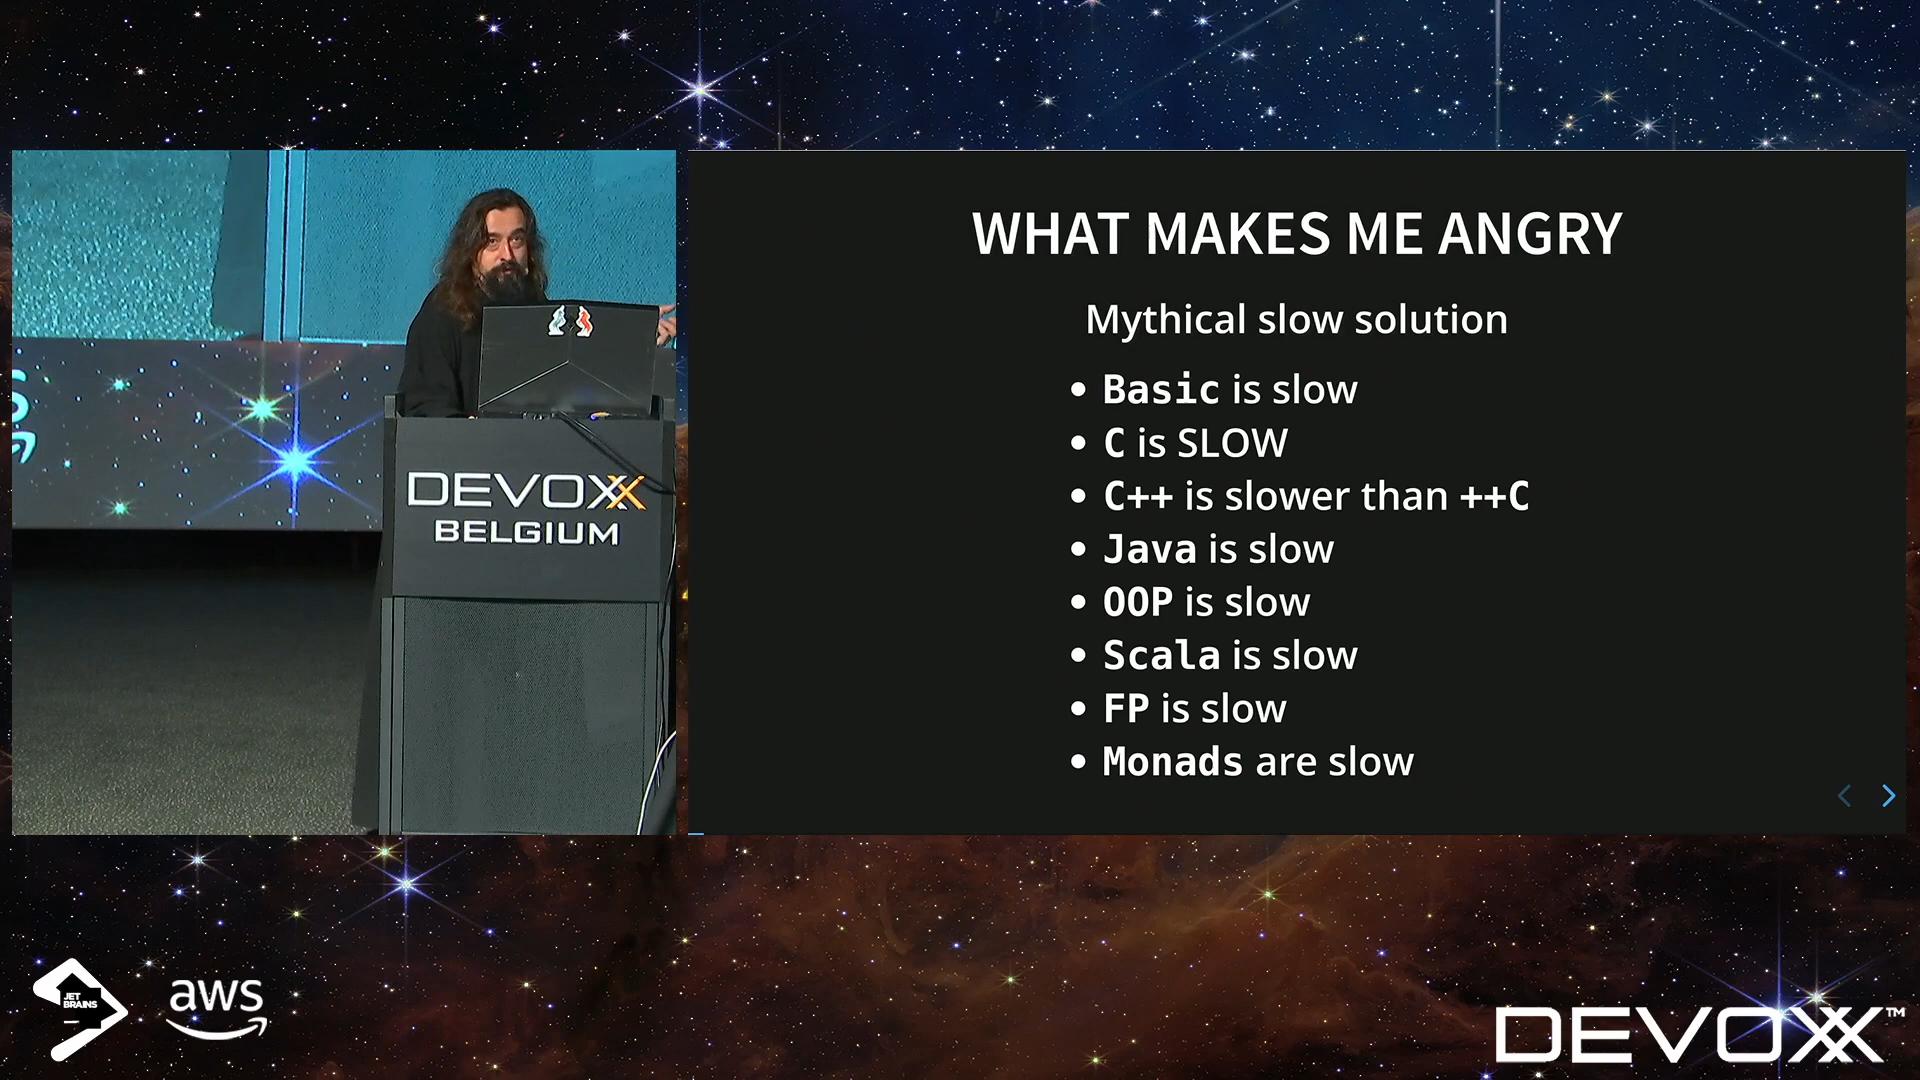 WHAT MAKES ME ANGRY
Mythical slow solution
• Basic is slow
• C is SLOW
• C++ is slower than ++C
• Java is slow
• OOP is slow
• Scala is slow
• FP is slow
• Monads are slow
DEVOXX
BELGIUM
JET
BRAINS
aws
DEVOXX™